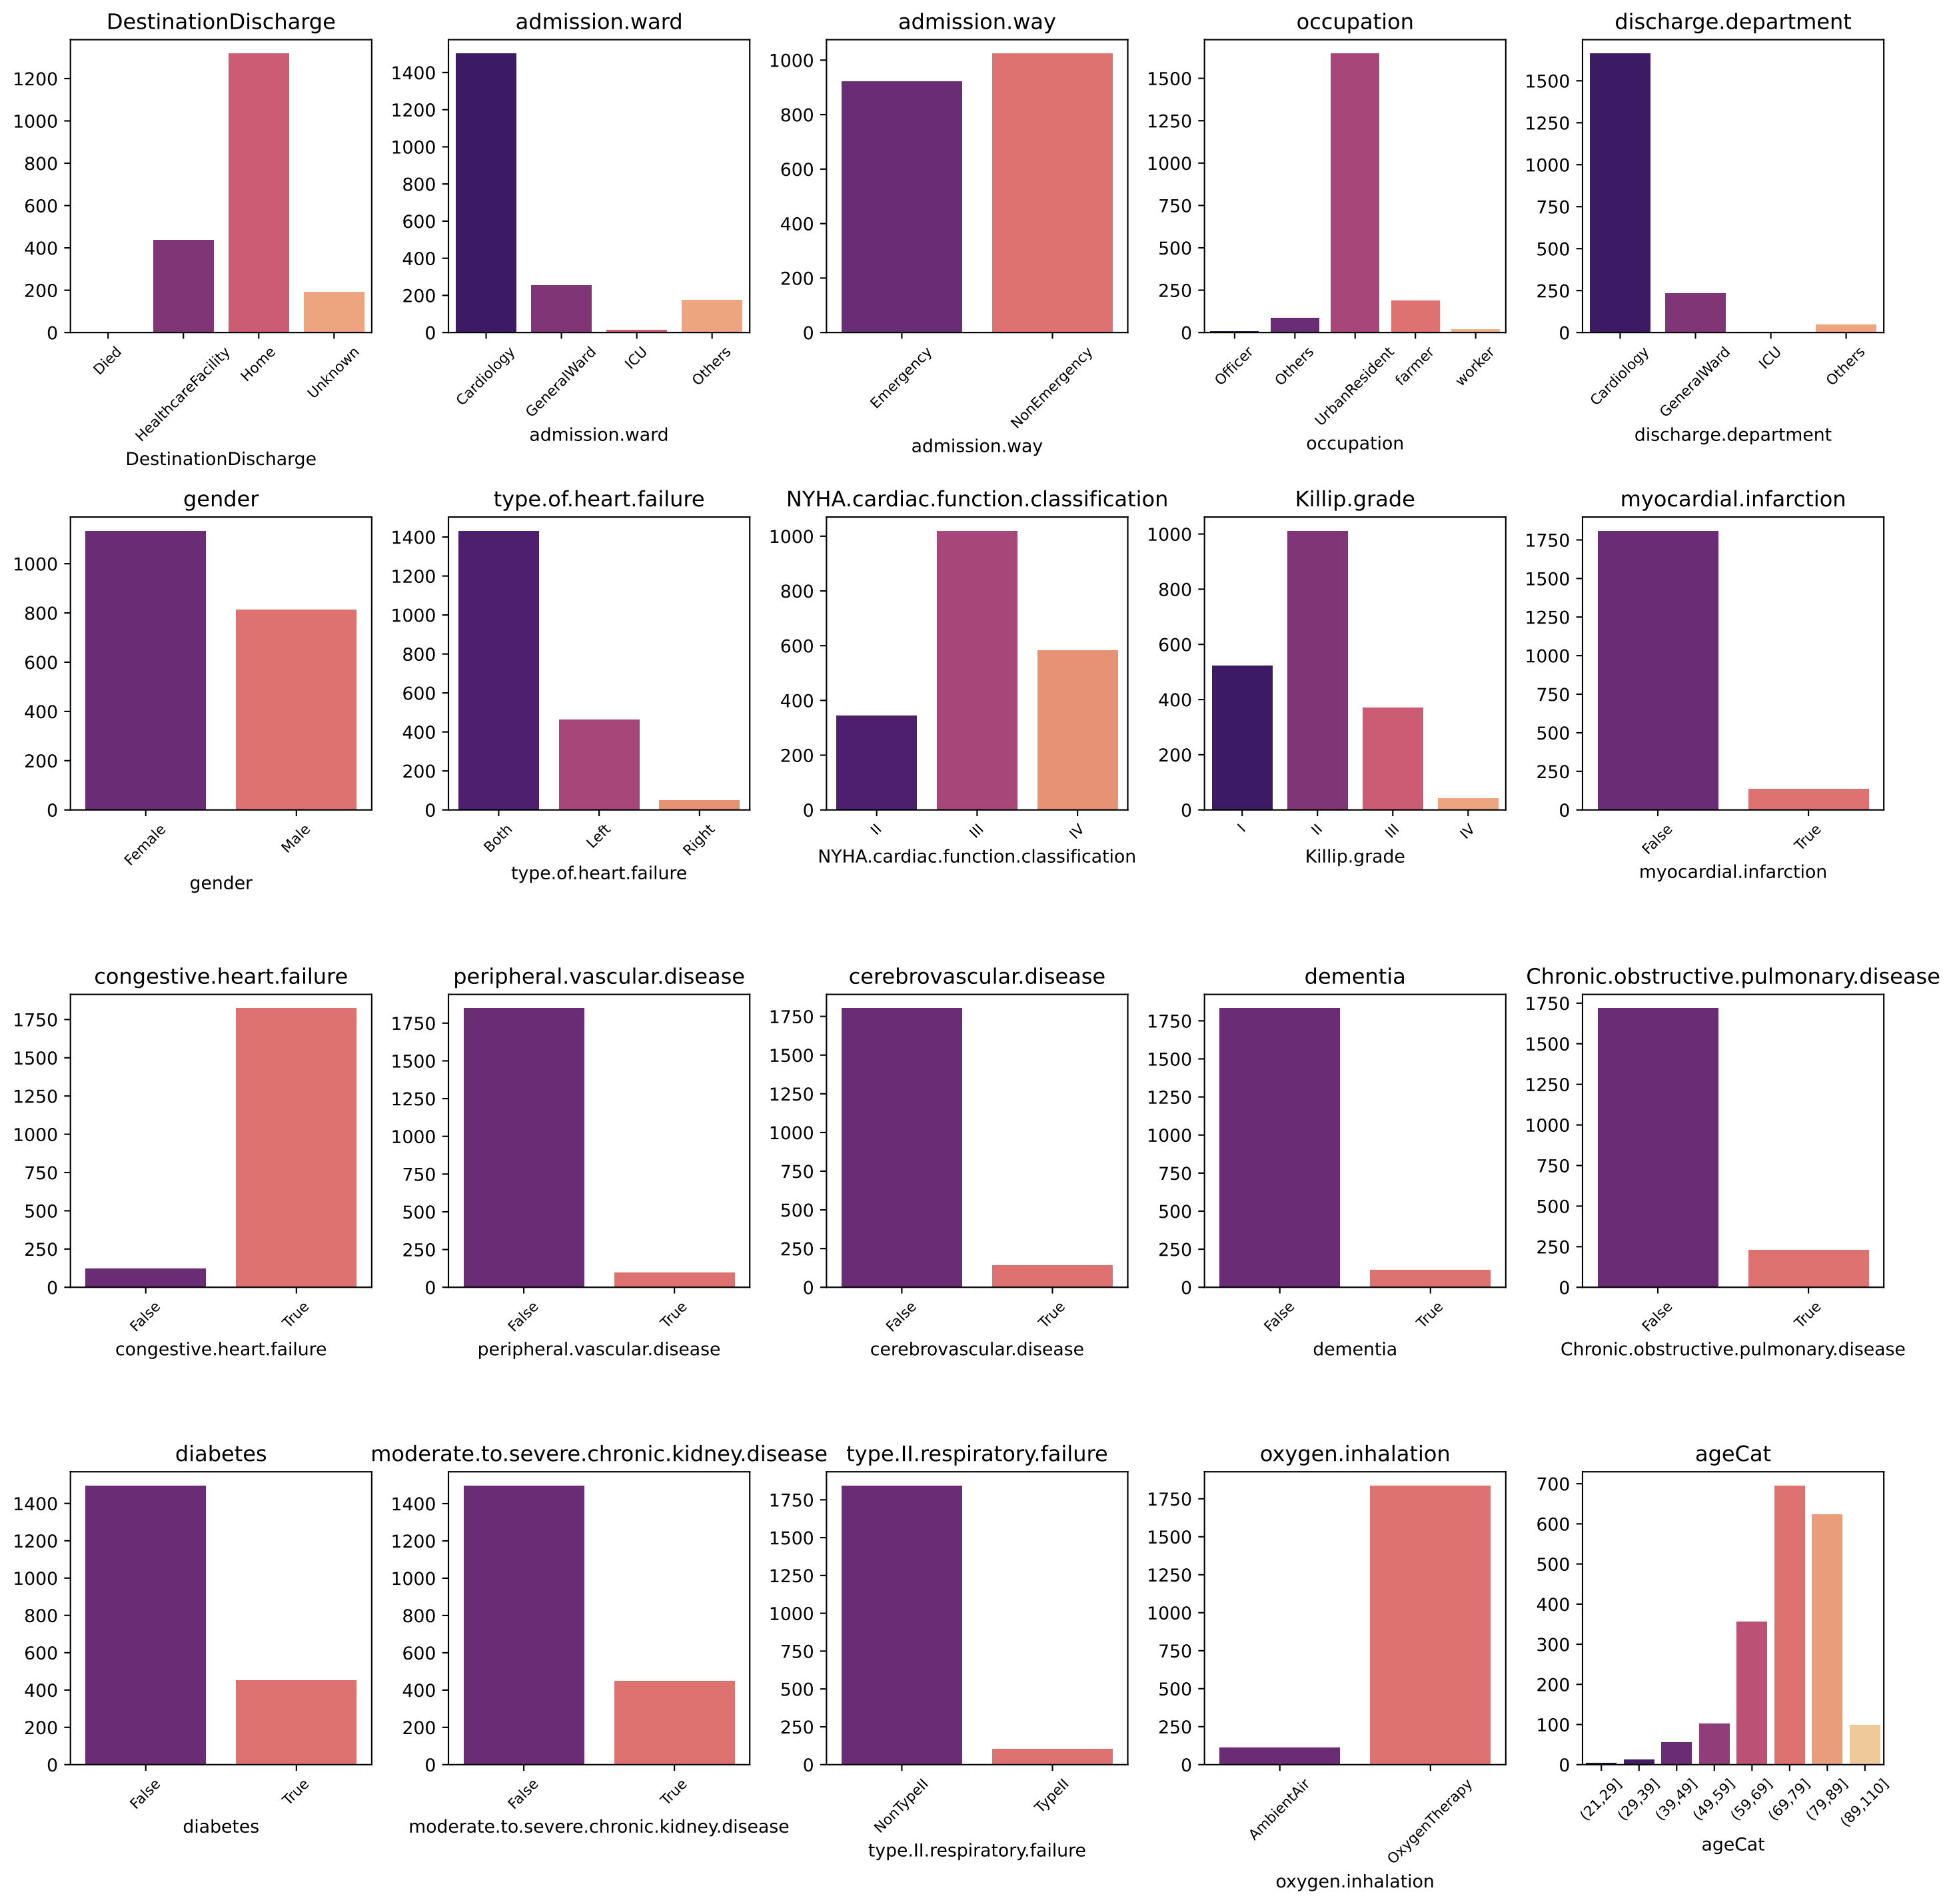 DestinationDischarge
1200
1000
800
600
400
200
0
Died
HealthcareFacility
Home
Unknown
DestinationDischarge
admission.ward
1400
1200
1000
800
600
400
200
0
Cardiology
GeneralWard
ICU
Others
admission.ward
admission.way
1000
800
600
400
200
0
Emergency
NonEmergency
admission.way
occupation
1500
1250
1000
750
500
250
0
Officer
Others
UrbanResident
farmer
worker
occupation
discharge.department
1500
1250
1000
750
500
250
0
Cardiology
GeneralWard
ICU
Others
discharge.department
gender
1000
800
600
400
200
0
Female
Male
gender
type.of.heart.failure
1400
1200
1000
800
600
400
200
0
Both
Left
Right
type.of.heart.failure
NYHA.cardiac.function.classification
1000
800
600
400
200
0
II
III
IV
NYHA.cardiac.function.classification
Killip.grade
1000
800
600
400
200
0
I
II
III
IV
Killip.grade
myocardial.infarction
1750
1500
1250
1000
750
500
250
0
False
True
myocardial.infarction
congestive.heart.failure
1750
1500
1250
1000
750
500
250
0
False
True
congestive.heart.failure
peripheral.vascular.disease
1750
1500
1250
1000
750
500
250
0
False
True
peripheral.vascular.disease
cerebrovascular.disease
1750
1500
1250
1000
750
500
250
0
False
True
cerebrovascular.disease
dementia
1750
1500
1250
1000
750
500
250
0
False
True
dementia
Chronic.obstructive.pulmonary.disease
1750
1500
1250
1000
750
500
250
0
False
True
Chronic.obstructive.pulmonary.disease
diabetes
1400
1200
1000
800
600
400
200
0
False
True
diabetes
moderate.to.severe.chronic.kidney.disease
1400
1200
1000
800
600
400
200
0
False
True
moderate.to.severe.chronic.kidney.disease
type.II.respiratory.failure
1750
1500
1250
1000
750
500
250
0
NonTypeII
TypeII
type.II.respiratory.failure
oxygen.inhalation
1750
1500
1250
1000
750
500
250
0
AmbientAir
OxygenTherapy
oxygen.inhalation
ageCat
700
600
500
400
300
200
100
0
(21,29]
(29,39]
(39,49]
(49,59]
(59,69]
(69,79]
(79,89]
(89,110]
ageCat